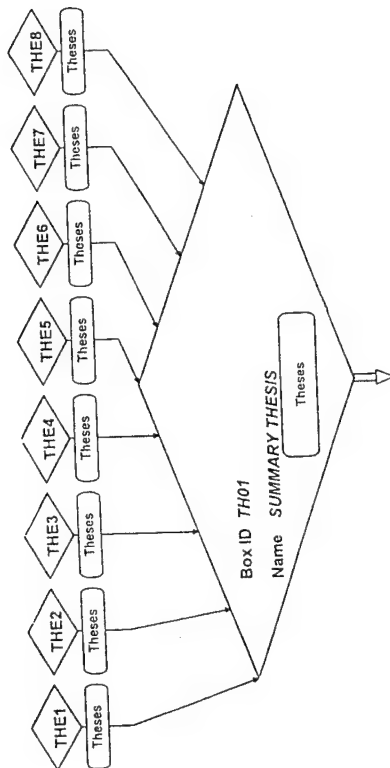 THE1
Theses
THE2
Theses
THE3
Theses
THE4
Theses
THE5
Theses
THE6
Theses
THE7
Theses
THE8
Theses
Box ID TH01
Name SUMMARY THESIS
Theses